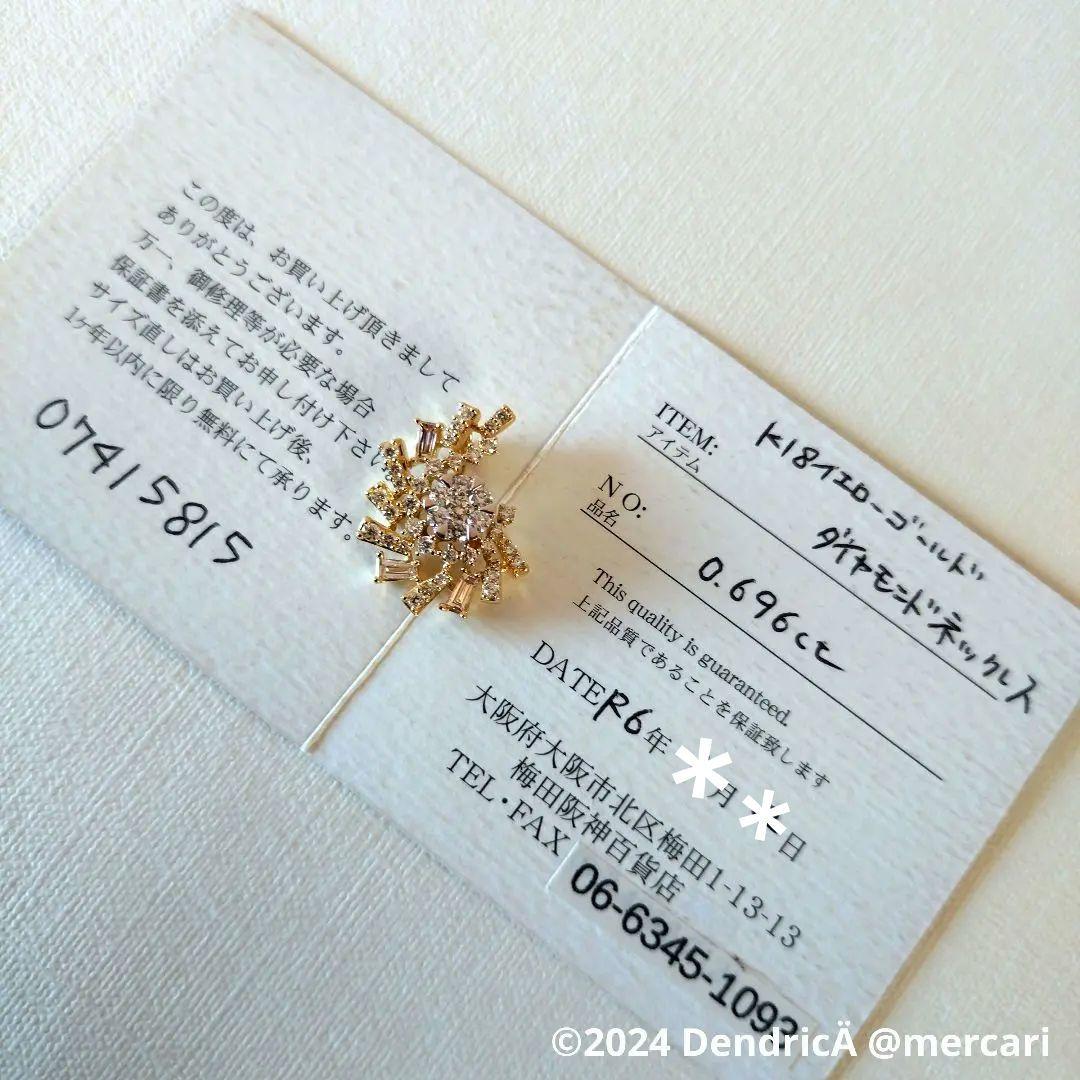 この度は、お買い上げ頂きまして
ありがとうございます。
万一、御修理等が必要な場合
保証書を添えてお申し付け下さい
サイズ直しはお買い上げ後、
1ヶ年以内に限り無料にて承ります。
07415815
ITEM: K18イエローゴールド
アイテム ダイヤモンドネックレス
NO:
品名 0.696ct
This quality is guaranteed.
上記品質であることを保証致します
DATE R6年 *月 *日
大阪府大阪市北区梅田1-13-13
梅田阪神百貨店
TEL・FAX 06-6345-1093
©2024 DendricÄ @mercari